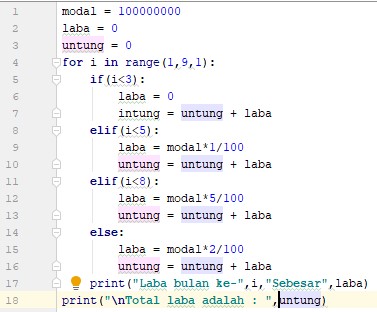 1 modal = 100000000
2 laba = 0
3 untung = 0
4 for i in range(1,9,1):
5     if(i<3):
6         laba = 0
7         intung = untung + laba
8     elif(i<5):
9         laba = modal*1/100
10         untung = untung + laba
11     elif(i<8):
12         laba = modal*5/100
13         untung = untung + laba
14     else:
15         laba = modal*2/100
16         untung = untung + laba
17     print("Laba bulan ke-",i,"Sebesar",laba)
18 print("\nTotal laba adalah : ",untung)